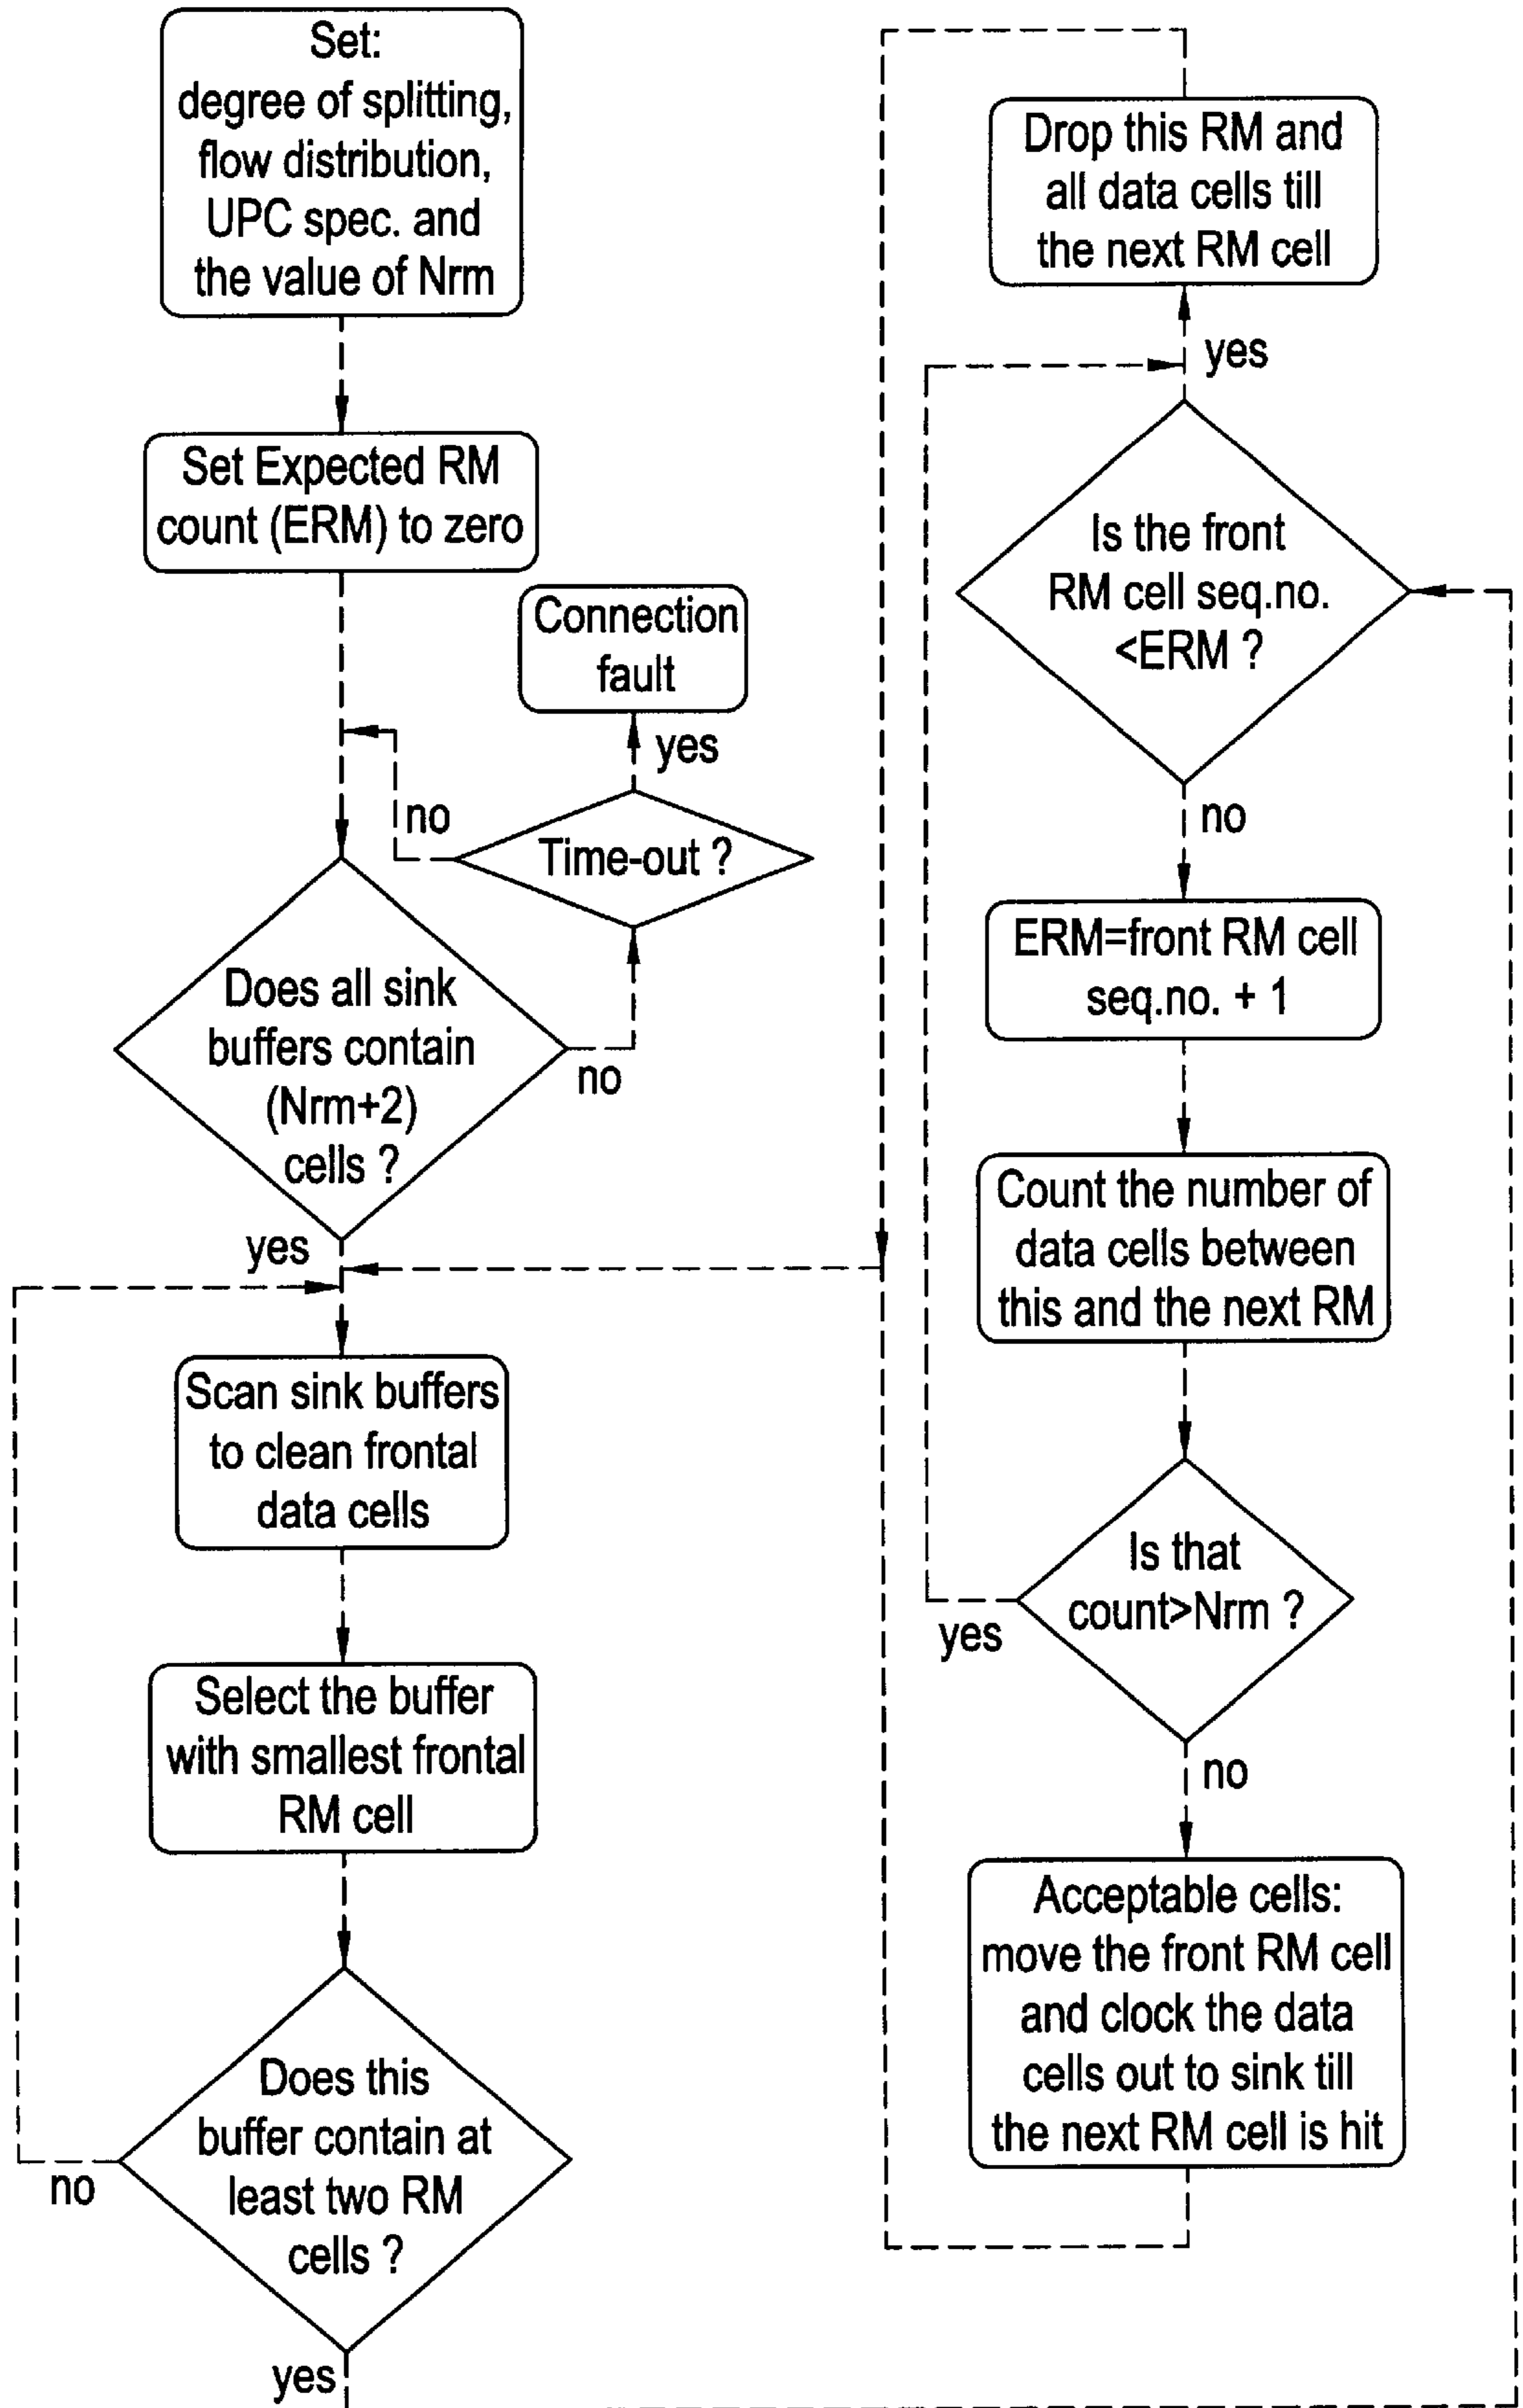 Set:
degree of splitting,
flow distribution,
UPC spec. and
the value of Nrm
Set Expected RM
count (ERM) to zero
Connection
fault
yes
no
Time-out ?
Does all sink
buffers contain
(Nrm+2)
cells ?
no
yes
Scan sink buffers
to clean frontal
data cells
Select the buffer
with smallest frontal
RM cell
Does this
buffer contain at
least two RM
cells ?
no
yes
Drop this RM and
all data cells till
the next RM cell
yes
Is the front
RM cell seq.no.
<ERM ?
no
ERM=front RM cell
seq.no. + 1
Count the number of
data cells between
this and the next RM
Is that
count>Nrm ?
yes
no
Acceptable cells:
move the front RM cell
and clock the data
cells out to sink till
the next RM cell is hit